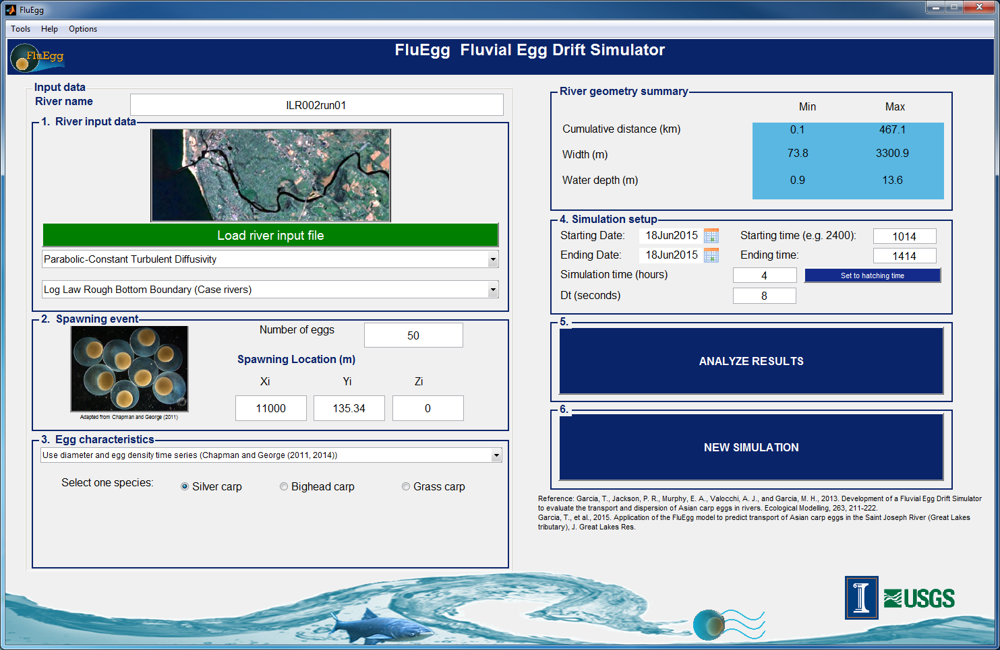 FluEgg
Tools Help Options
FluEgg
FluEgg Fluvial Egg Drift Simulator
Input data
River name
ILR002run01
1. River input data
Load river input file
Parabolic-Constant Turbulent Diffusivity
Log Law Rough Bottom Boundary (Case rivers)
2. Spawning event
Number of eggs
50
Spawning Location (m)
Xi Yi Zi
11000 135.34 0
Adapted from Chapman and George (2011)
3. Egg characteristics
Use diameter and egg density time series (Chapman and George (2011, 2014))
Select one species: Silver carp Bighead carp Grass carp
River geometry summary
Min Max
Cumulative distance (km) 0.1 467.1
Width (m) 73.8 3300.9
Water depth (m) 0.9 13.6
4. Simulation setup
Starting Date: 18Jun2015 Starting time (e.g. 2400): 1014
Ending Date: 18Jun2015 Ending time: 1414
Simulation time (hours) 4 Set to hatching time
Dt (seconds) 8
5.
ANALYZE RESULTS
6.
NEW SIMULATION
Reference: Garcia, T., Jackson, P. R., Murphy, E. A., Valocchi, A. J., and Garcia, M. H., 2013. Development of a Fluvial Egg Drift Simulator
to evaluate the transport and dispersion of Asian carp eggs in rivers. Ecological Modelling, 263, 211-222.
Garcia, T., et al., 2015. Application of the FluEgg model to predict transport of Asian carp eggs in the Saint Joseph River (Great Lakes
tributary), J. Great Lakes Res.
USGS